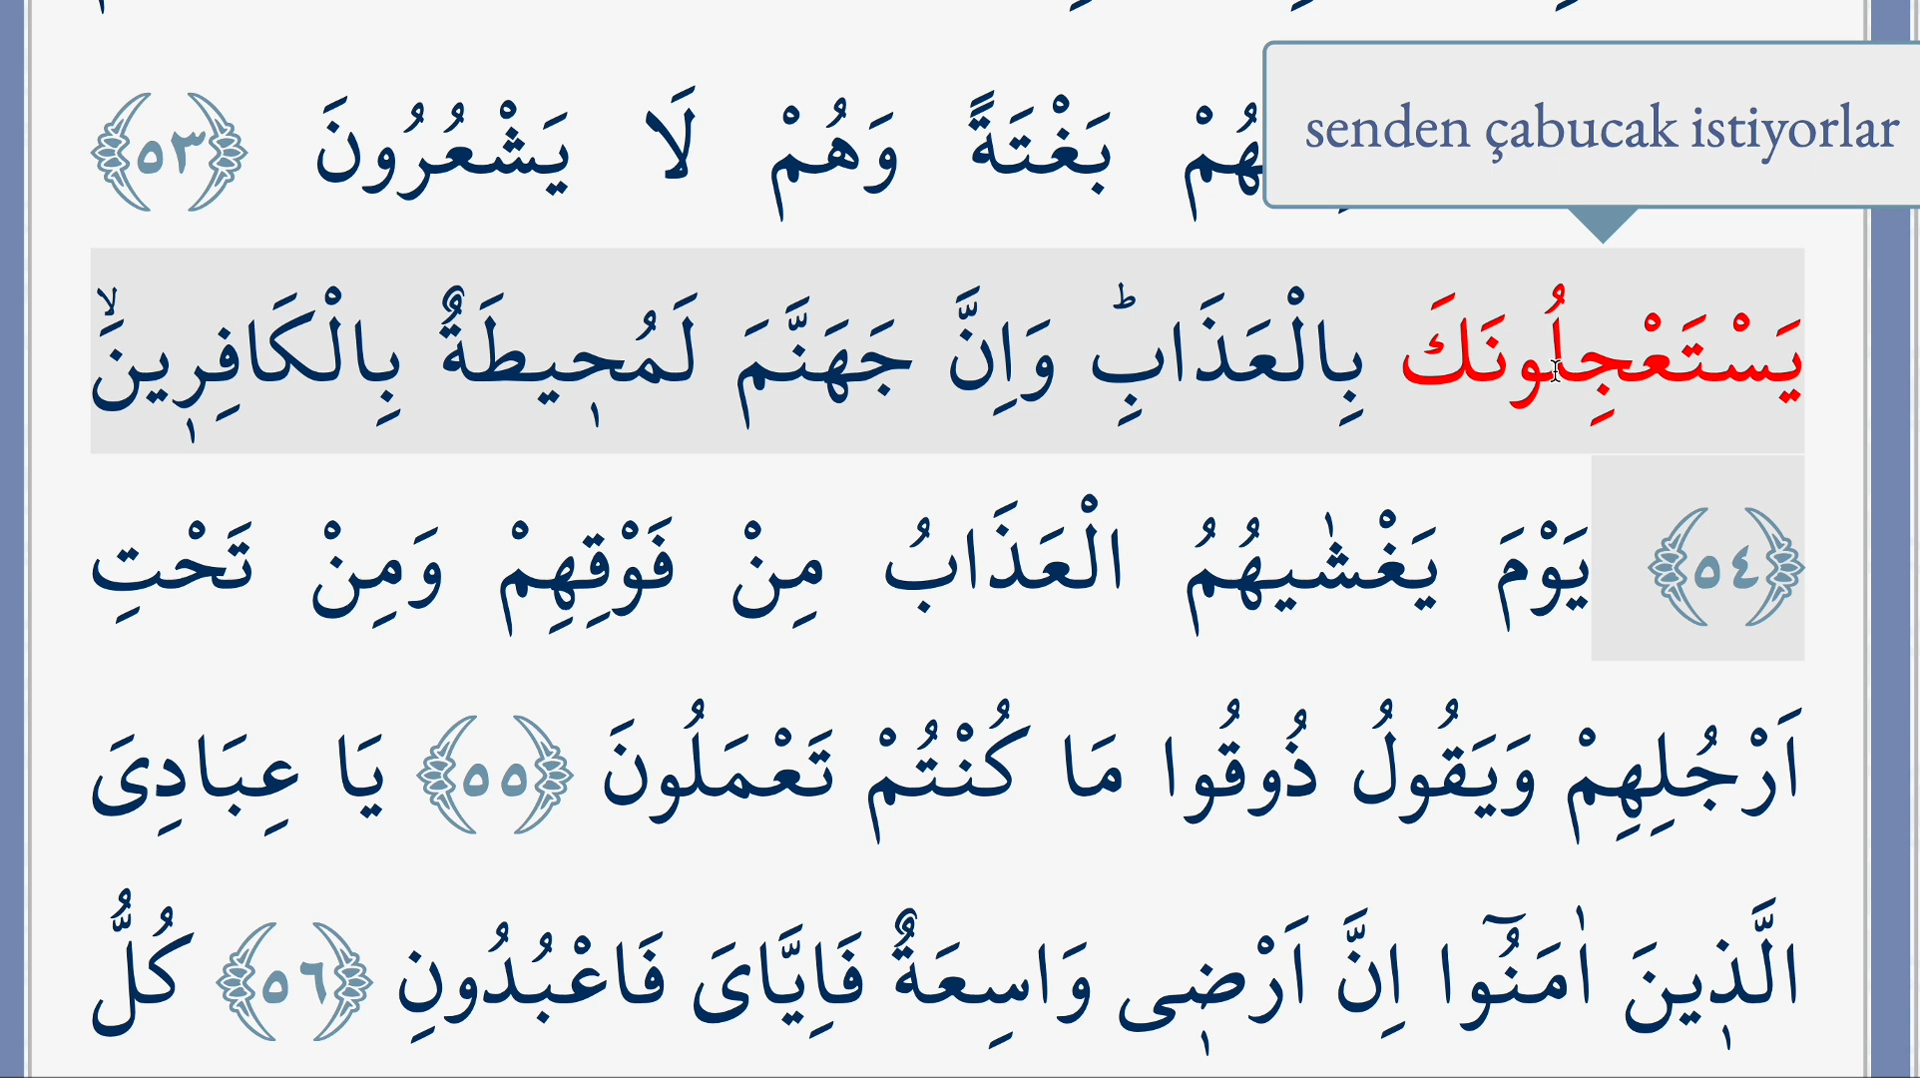 senden çabucak istiyorlar
بَغْتَةً وَهُمْ لَا يَشْعُرُونَ ﴿٥٣﴾
يَسْتَعْجِلُونَكَ بِالْعَذَابِۜ وَاِنَّ جَهَنَّمَ لَمُح۪يطَةٌ بِالْكَافِر۪ينَۙ
﴿٥٤﴾ يَوْمَ يَغْشٰيهُمُ الْعَذَابُ مِنْ فَوْقِهِمْ وَمِنْ تَحْتِ
اَرْجُلِهِمْ وَيَقُولُ ذُوقُوا مَا كُنْتُمْ تَعْمَلُونَ ﴿٥٥﴾ يَا عِبَادِىَ
الَّذ۪ينَ اٰمَنُٓوا اِنَّ اَرْض۪ى وَاسِعَةٌ فَاِيَّاىَ فَاعْبُدُونِ ﴿٥٦﴾ كُلُّ